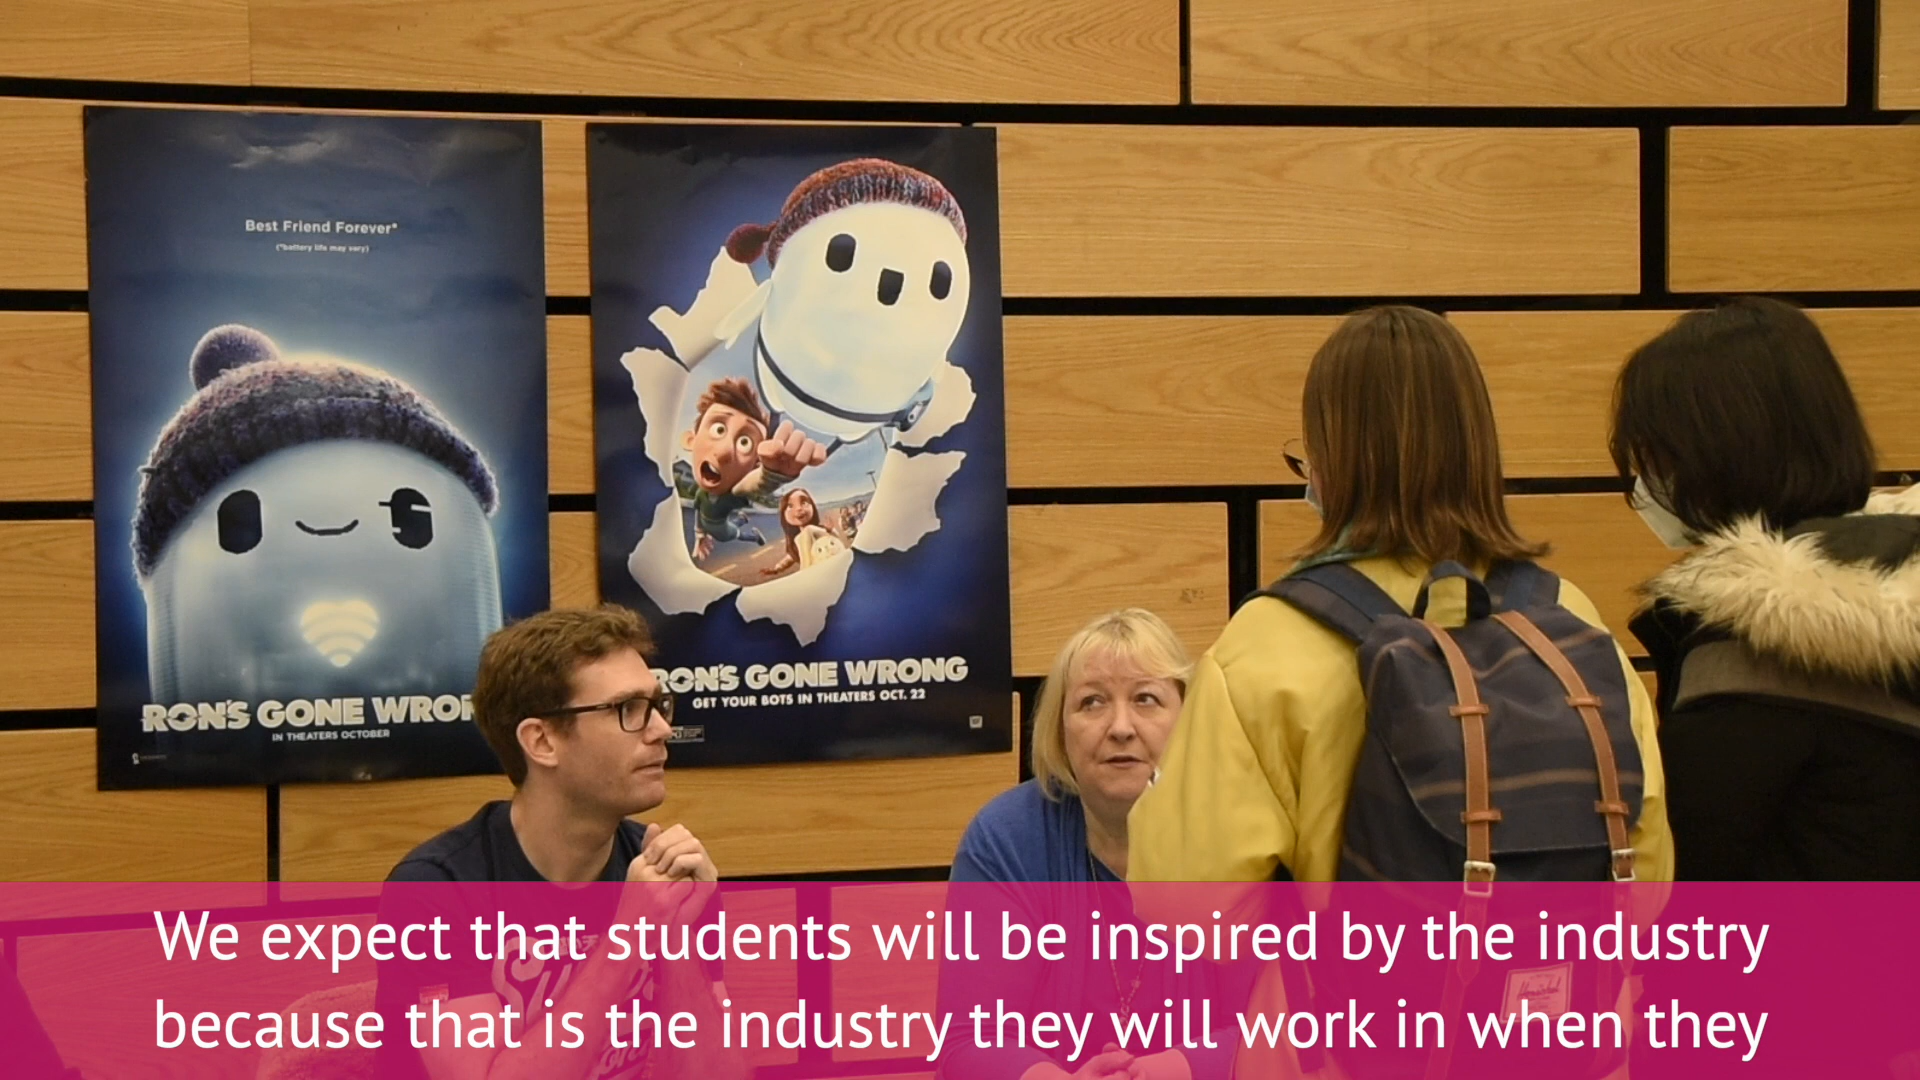 Best Friend Forever*
(*battery life may vary)
RON'S GONE WRON
IN THEATERS OCTOBER
RON'S GONE WRONG
GET YOUR BOTS IN THEATERS OCT. 22
We expect that students will be inspired by the industry
because that is the industry they will work in when they
Herschel